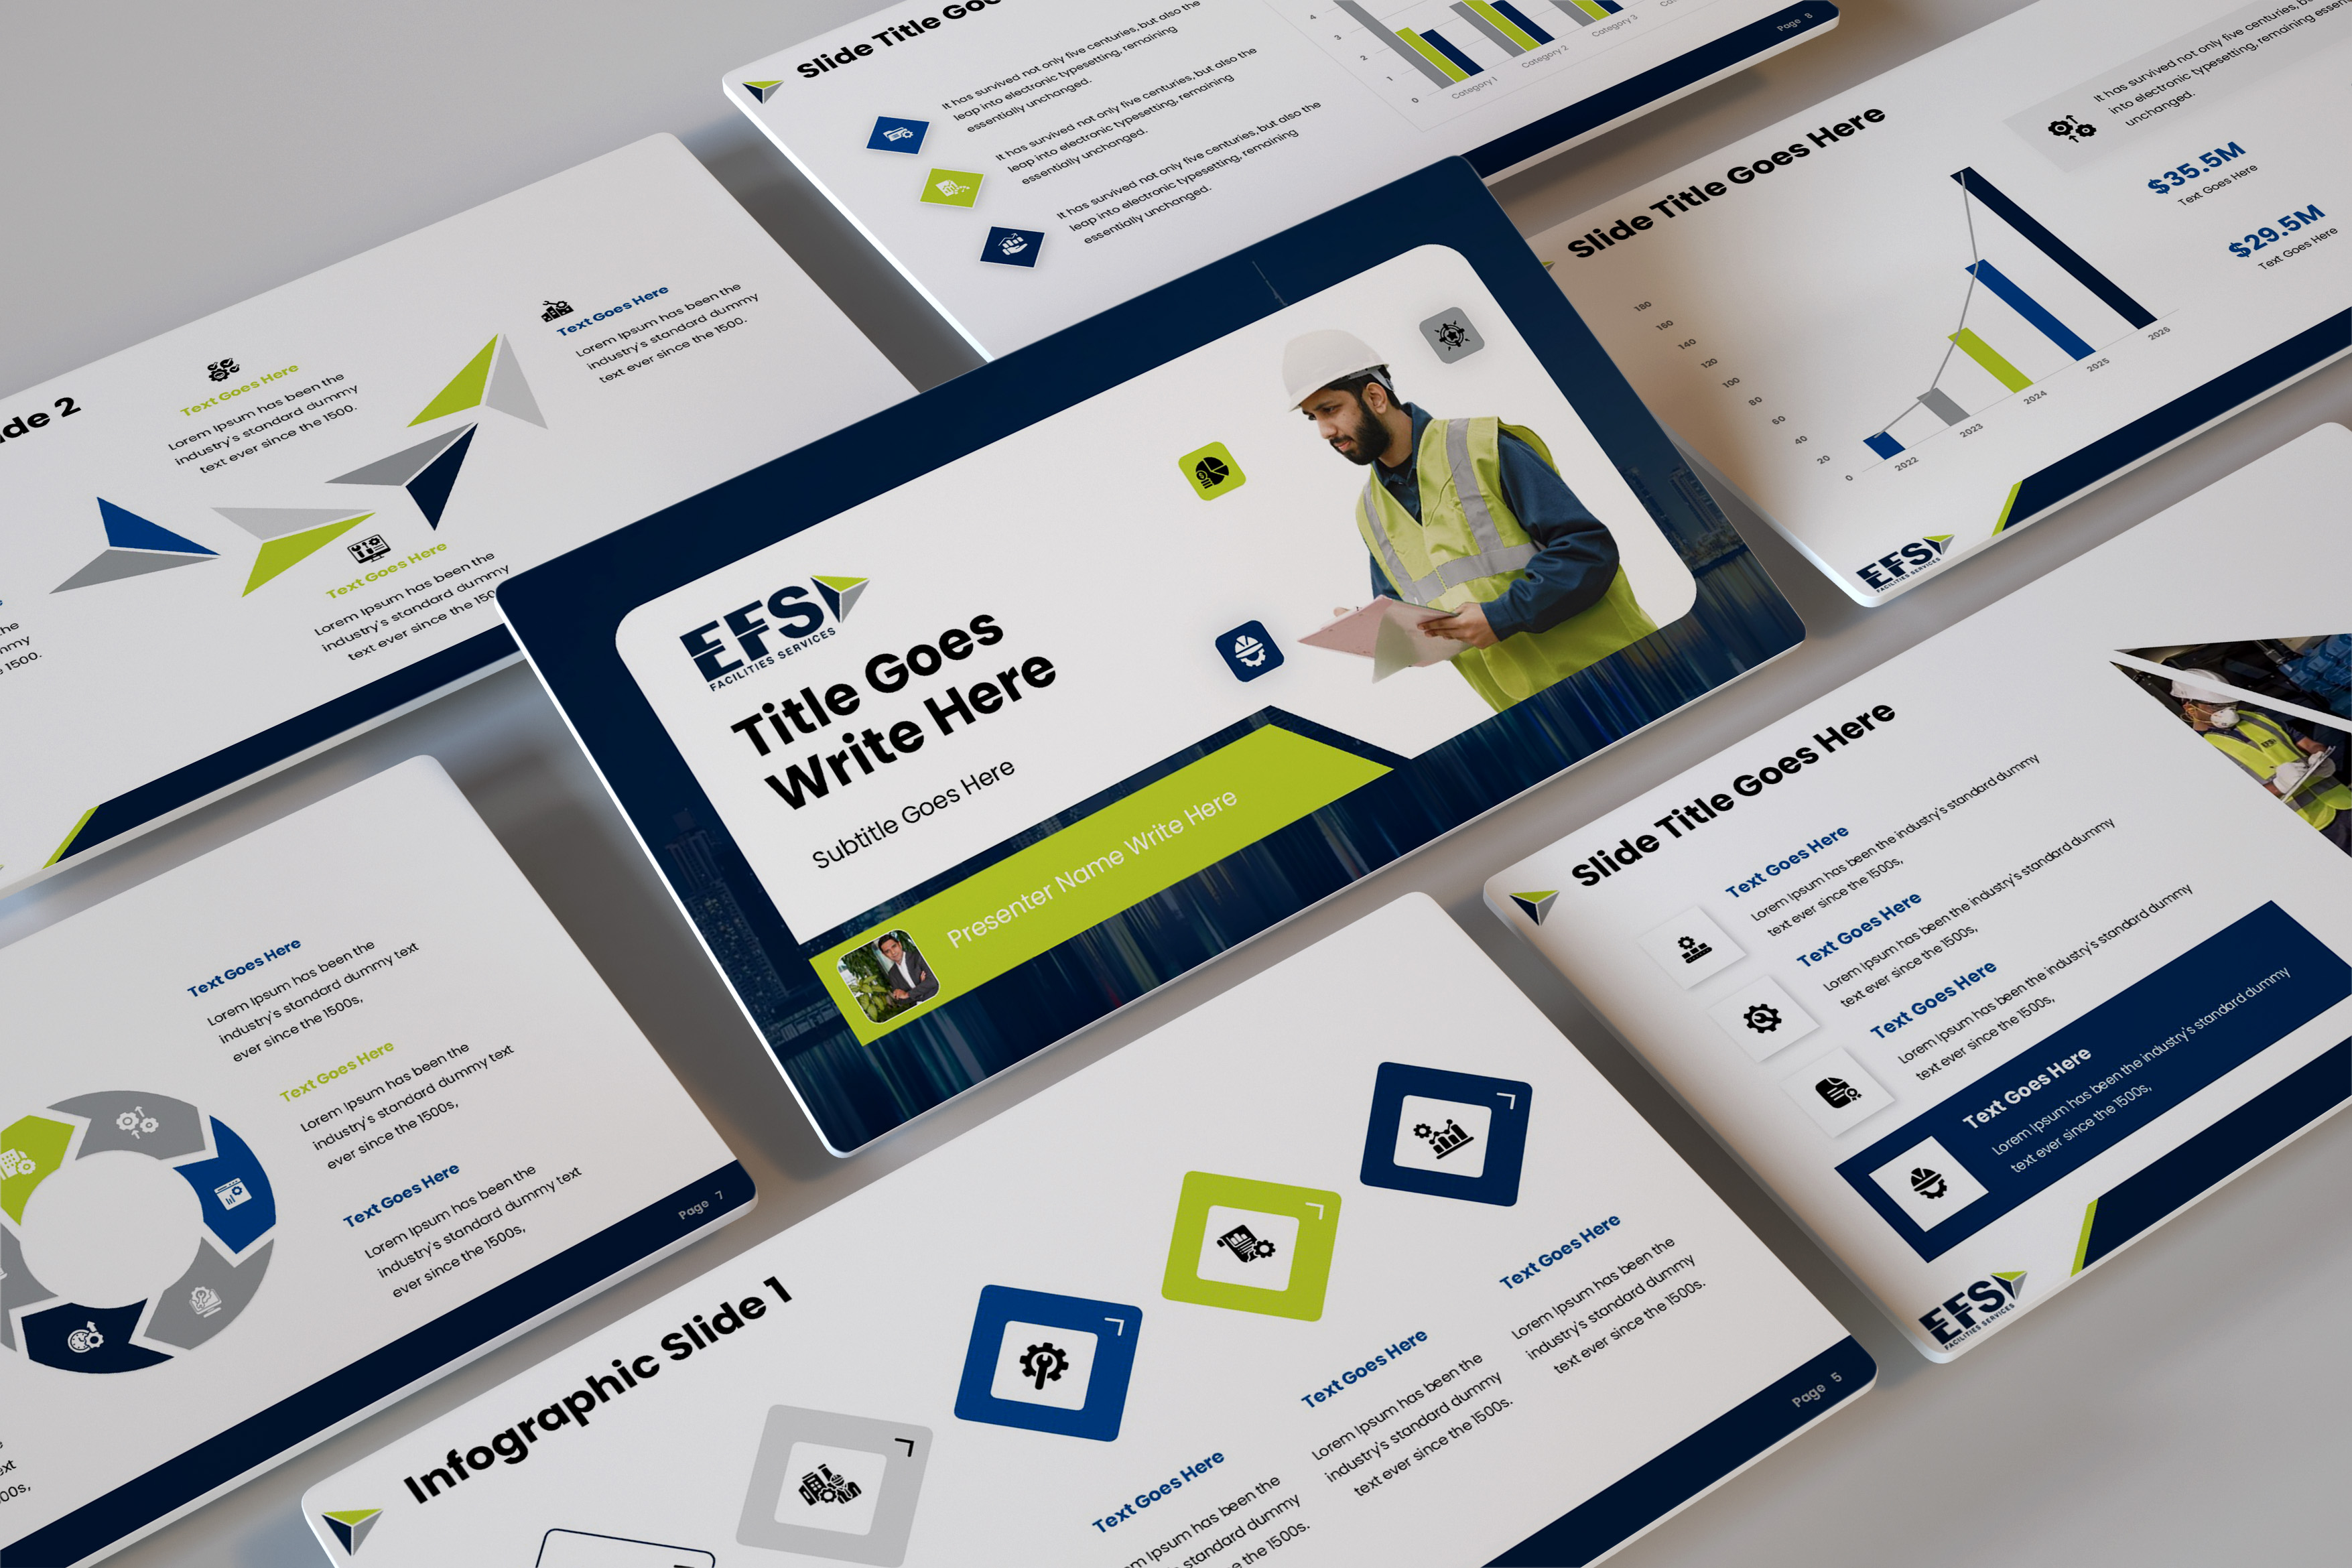 Slide Title Goes
It has survived not only five centuries, but also the
leap into electronic typesetting, remaining
essentially unchanged.
It has survived not only five centuries, but also the
leap into electronic typesetting, remaining
essentially unchanged.
It has survived not only five centuries, but also the
leap into electronic typesetting, remaining
essentially unchanged.
4
3
2
1
0
Category 1
Category 2
Category 3
Page 8
Slide Title Goes Here
It has survived not only five centuries, but
into electronic typesetting, remaining
unchanged.
$35.5M
Text Goes Here
$29.5M
Text Goes Here
180
160
140
120
100
80
60
40
20
0
2022
2023
2024
2025
2026
EFS
FACILITIES SERVICES
Text Goes Here
Lorem Ipsum has been the
industry's standard dummy
text ever since the 1500.
Text Goes Here
Lorem Ipsum has been the
industry's standard dummy
text ever since the 1500.
Text Goes Here
Lorem Ipsum has been the
industry's standard dummy
text ever since the 1500
EFS
FACILITIES SERVICES
Title Goes
Write Here
Subtitle Goes Here
Presenter Name Write Here
Slide Title Goes Here
Text Goes Here
Lorem Ipsum has been the industry's standard dummy
text ever since the 1500s,
Text Goes Here
Lorem Ipsum has been the industry's standard dummy
text ever since the 1500s,
Text Goes Here
Lorem Ipsum has been the industry's standard dummy
text ever since the 1500s,
Text Goes Here
Lorem Ipsum has been the industry's standard dummy
text ever since the 1500s,
EFS
FACILITIES SERVICES
Text Goes Here
Lorem Ipsum has been the
industry's standard dummy text
ever since the 1500s,
Text Goes Here
Lorem Ipsum has been the
industry's standard dummy text
ever since the 1500s,
Text Goes Here
Lorem Ipsum has been the
industry's standard dummy text
ever since the 1500s,
Page 7
Infographic Slide 1
Text Goes Here
Lorem Ipsum has been the
industry's standard dummy
text ever since the 1500s.
Text Goes Here
Lorem Ipsum has been the
industry's standard dummy
text ever since the 1500s.
Text Goes Here
Ipsum has been the
standard dummy
the 1500s.
Page 5